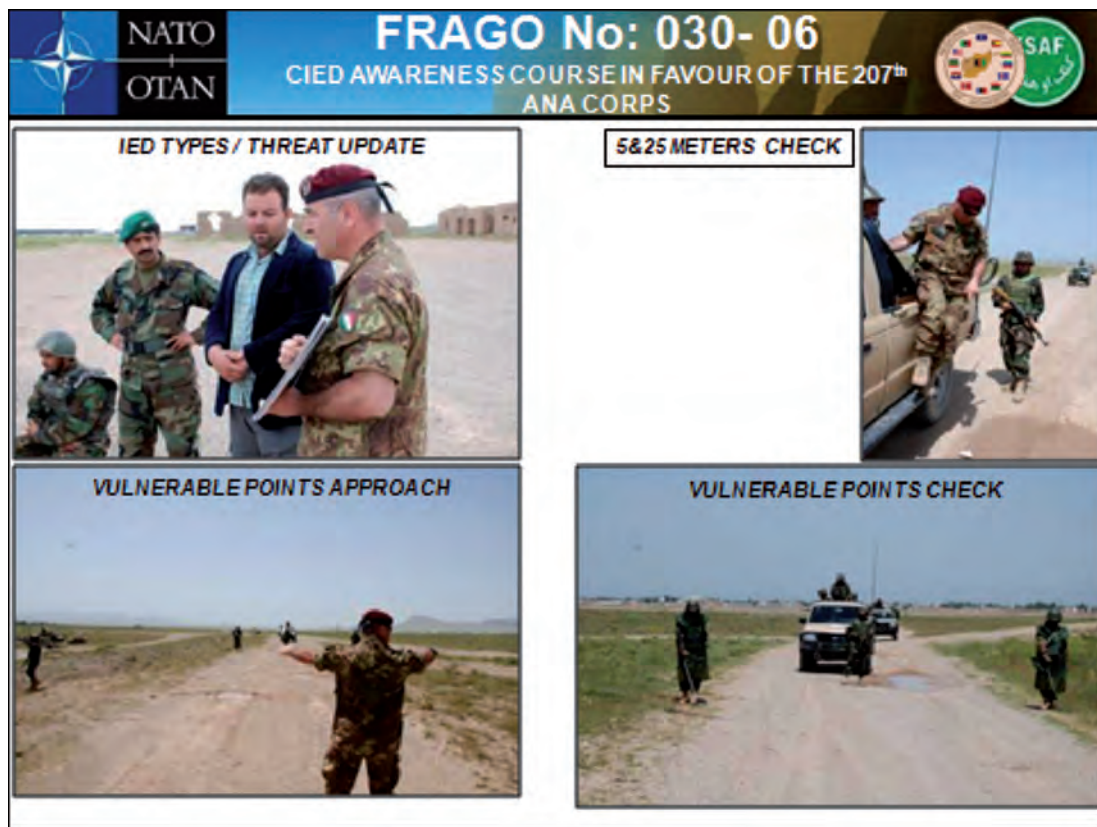 NATO
OTAN
FRAGO No: 030- 06
CIED AWARENESS COURSE IN FAVOUR OF THE 207th
ANA CORPS
ISAF
IED TYPES / THREAT UPDATE
5&25 METERS CHECK
VULNERABLE POINTS APPROACH
VULNERABLE POINTS CHECK